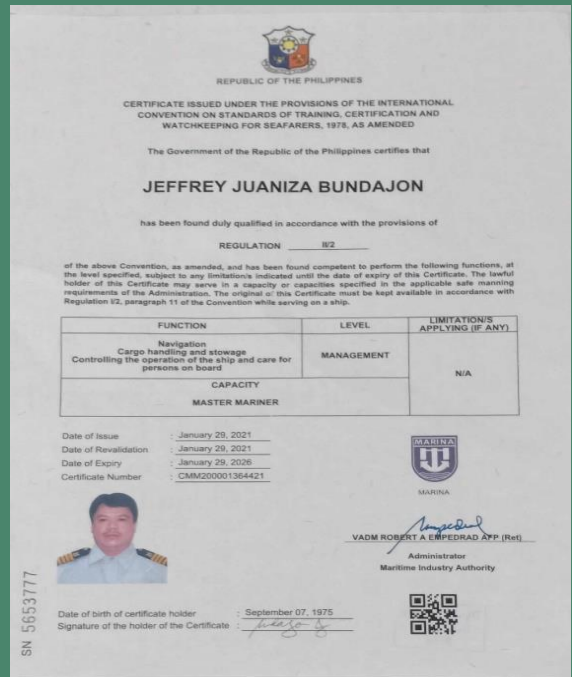 REPUBLIC OF THE PHILIPPINES
CERTIFICATE ISSUED UNDER THE PROVISIONS OF THE INTERNATIONAL
CONVENTION ON STANDARDS OF TRAINING, CERTIFICATION AND
WATCHKEEPING FOR SEAFARERS, 1978, AS AMENDED
The Government of the Republic of the Philippines certifies that
JEFFREY JUANIZA BUNDAJON
has been found duly qualified in accordance with the provisions of
REGULATION II/2
of the above Convention, as amended, and has been found competent to perform the following functions, at
the level specified, subject to any limitation/s indicated until the date of expiry of this Certificate. The lawful
holder of this Certificate may serve in a capacity or capacities specified in the applicable safe manning
requirements of the Administration. The original of this Certificate must be kept available in accordance with
Regulation I/2, paragraph 11 of the Convention while serving on a ship.
FUNCTION LEVEL LIMITATION/S
APPLYING (IF ANY)
Navigation
Cargo handling and stowage
Controlling the operation of the ship and care for
persons on board
MANAGEMENT
N/A
CAPACITY
MASTER MARINER
Date of Issue : January 29, 2021
Date of Revalidation : January 29, 2021
Date of Expiry : January 29, 2026
Certificate Number : CMM200001364421
MARINA
MARINA
VADM ROBERT A EMPEDRAD AFP (Ret)
Administrator
Maritime Industry Authority
SN 5653777
Date of birth of certificate holder : September 07, 1975
Signature of the holder of the Certificate :